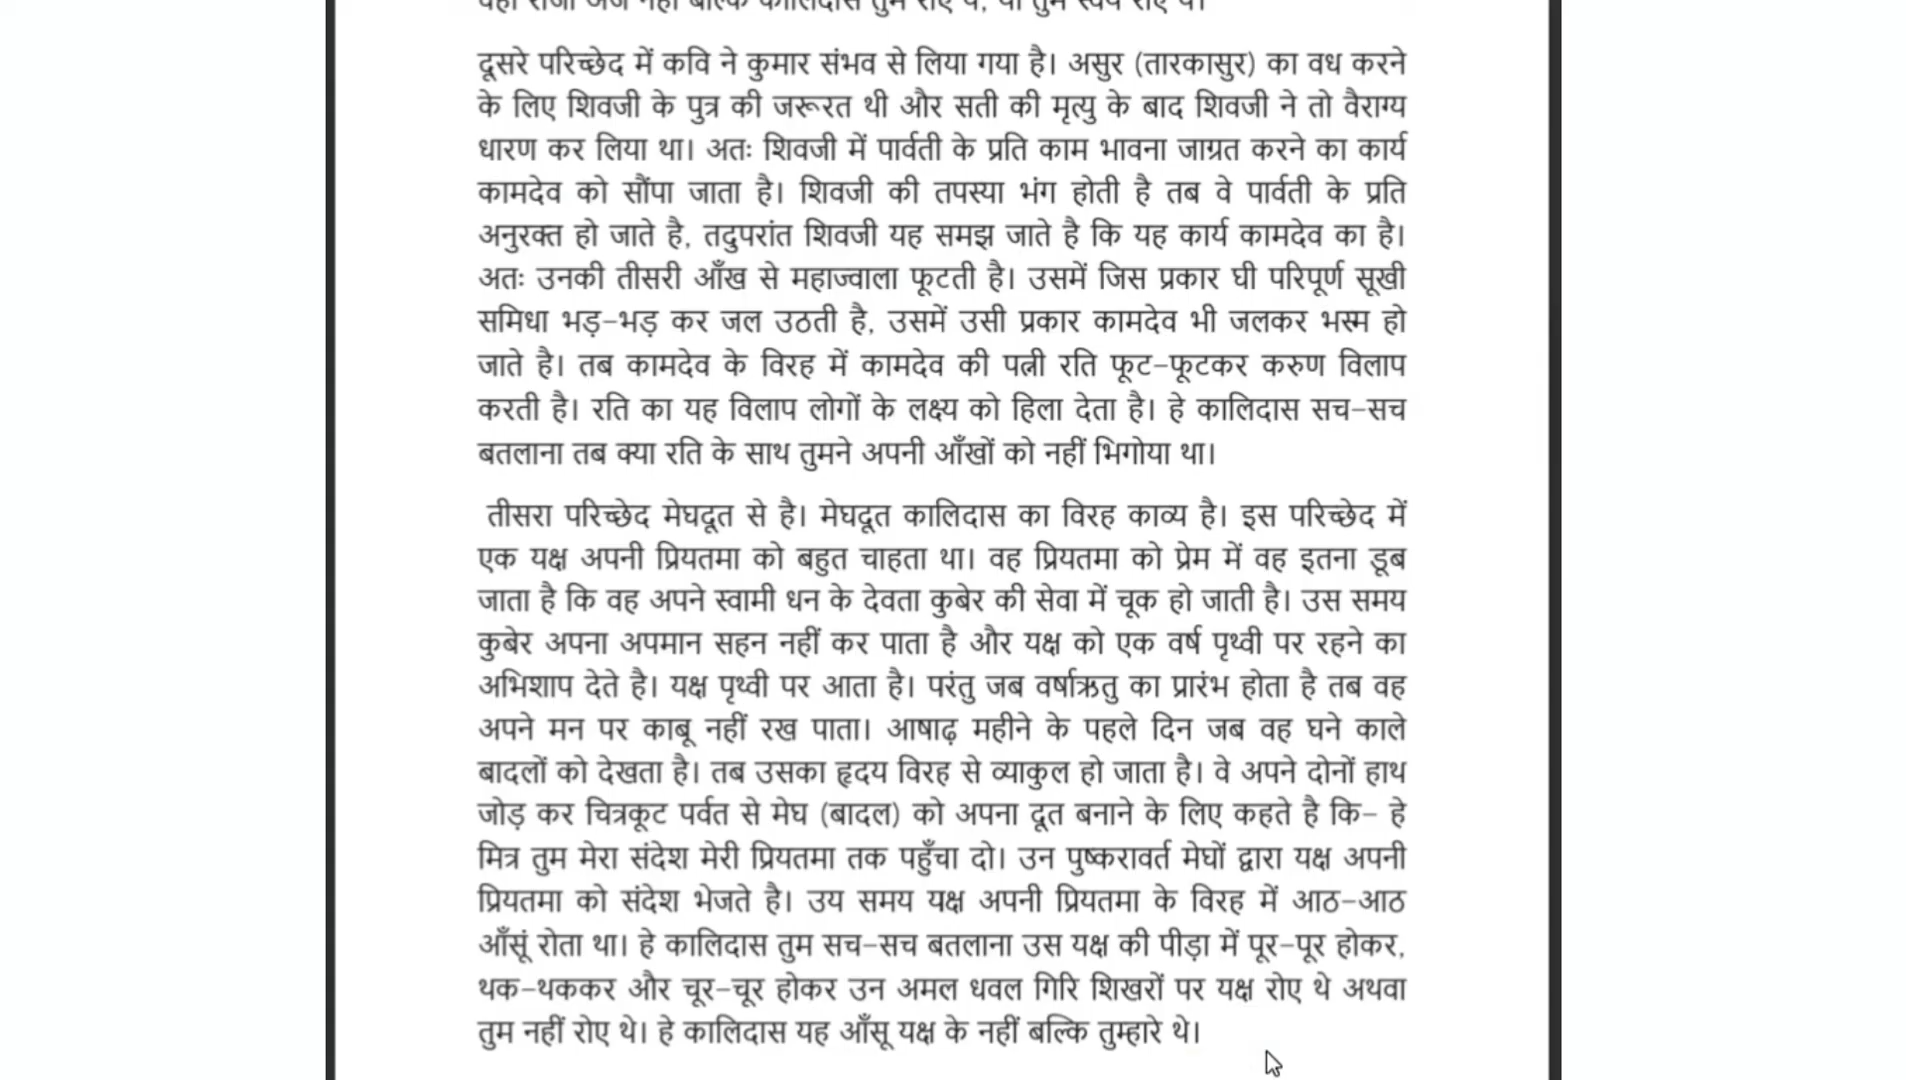 दूसरे परिच्छेद में कवि ने कुमार संभव से लिया गया है। असुर (तारकासुर) का वध करने
के लिए शिवजी के पुत्र की जरूरत थी और सती की मृत्यु के बाद शिवजी ने तो वैराग्य
धारण कर लिया था। अतः शिवजी में पार्वती के प्रति काम भावना जाग्रत करने का कार्य
कामदेव को सौंपा जाता है। शिवजी की तपस्या भंग होती है तब वे पार्वती के प्रति
अनुरक्त हो जाते है, तदुपरांत शिवजी यह समझ जाते है कि यह कार्य कामदेव का है।
अतः उनकी तीसरी आँख से महाज्वाला फूटती है। उसमें जिस प्रकार घी परिपूर्ण सूखी
समिधा भड़-भड़ कर जल उठती है, उसमें उसी प्रकार कामदेव भी जलकर भस्म हो
जाते है। तब कामदेव के विरह में कामदेव की पत्नी रति फूट-फूटकर करुण विलाप
करती है। रति का यह विलाप लोगों के लक्ष्य को हिला देता है। हे कालिदास सच-सच
बतलाना तब क्या रति के साथ तुमने अपनी आँखों को नहीं भिगोया था।
तीसरा परिच्छेद मेघदूत से है। मेघदूत कालिदास का विरह काव्य है। इस परिच्छेद में
एक यक्ष अपनी प्रियतमा को बहुत चाहता था। वह प्रियतमा को प्रेम में वह इतना डूब
जाता है कि वह अपने स्वामी धन के देवता कुबेर की सेवा में चूक हो जाती है। उस समय
कुबेर अपना अपमान सहन नहीं कर पाता है और यक्ष को एक वर्ष पृथ्वी पर रहने का
अभिशाप देते है। यक्ष पृथ्वी पर आता है। परंतु जब वर्षाऋतु का प्रारंभ होता है तब वह
अपने मन पर काबू नहीं रख पाता। आषाढ़ महीने के पहले दिन जब वह घने काले
बादलों को देखता है। तब उसका हृदय विरह से व्याकुल हो जाता है। वे अपने दोनों हाथ
जोड़ कर चित्रकूट पर्वत से मेघ (बादल) को अपना दूत बनाने के लिए कहते है कि- हे
मित्र तुम मेरा संदेश मेरी प्रियतमा तक पहुँचा दो। उन पुष्करावर्त मेघों द्वारा यक्ष अपनी
प्रियतमा को संदेश भेजते है। उय समय यक्ष अपनी प्रियतमा के विरह में आठ-आठ
आँसूं रोता था। हे कालिदास तुम सच-सच बतलाना उस यक्ष की पीड़ा में पूर-पूर होकर,
थक-थककर और चूर-चूर होकर उन अमल धवल गिरि शिखरों पर यक्ष रोए थे अथवा
तुम नहीं रोए थे। हे कालिदास यह आँसू यक्ष के नहीं बल्कि तुम्हारे थे।